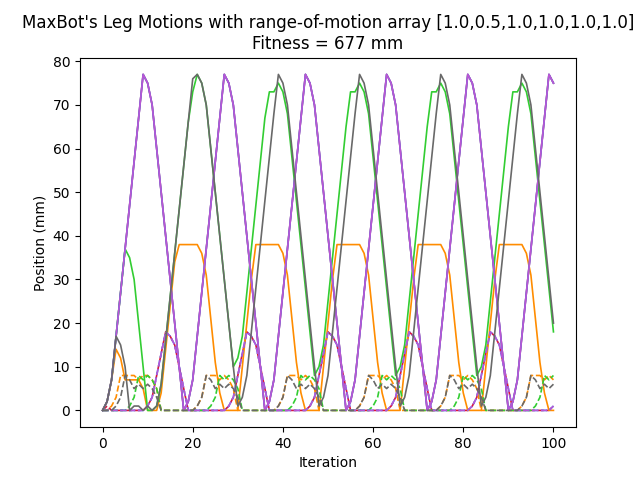 MaxBot's Leg Motions with range-of-motion array [1.0,0.5,1.0,1.0,1.0,1.0]
Fitness = 677 mm
80
70
60
50
40
30
20
10
0
Position (mm)
0 20 40 60 80 100
Iteration